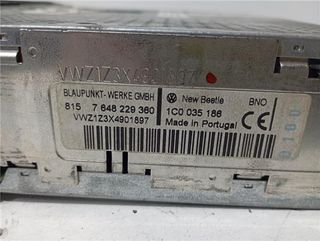 VWZ1Z3X4901897
BLAUPUNKT-WERKE GMBH
815 7 648 229 360
VWZ1Z3X4901897
New Beetle BNO
1C0 035 186
Made in Portugal CE